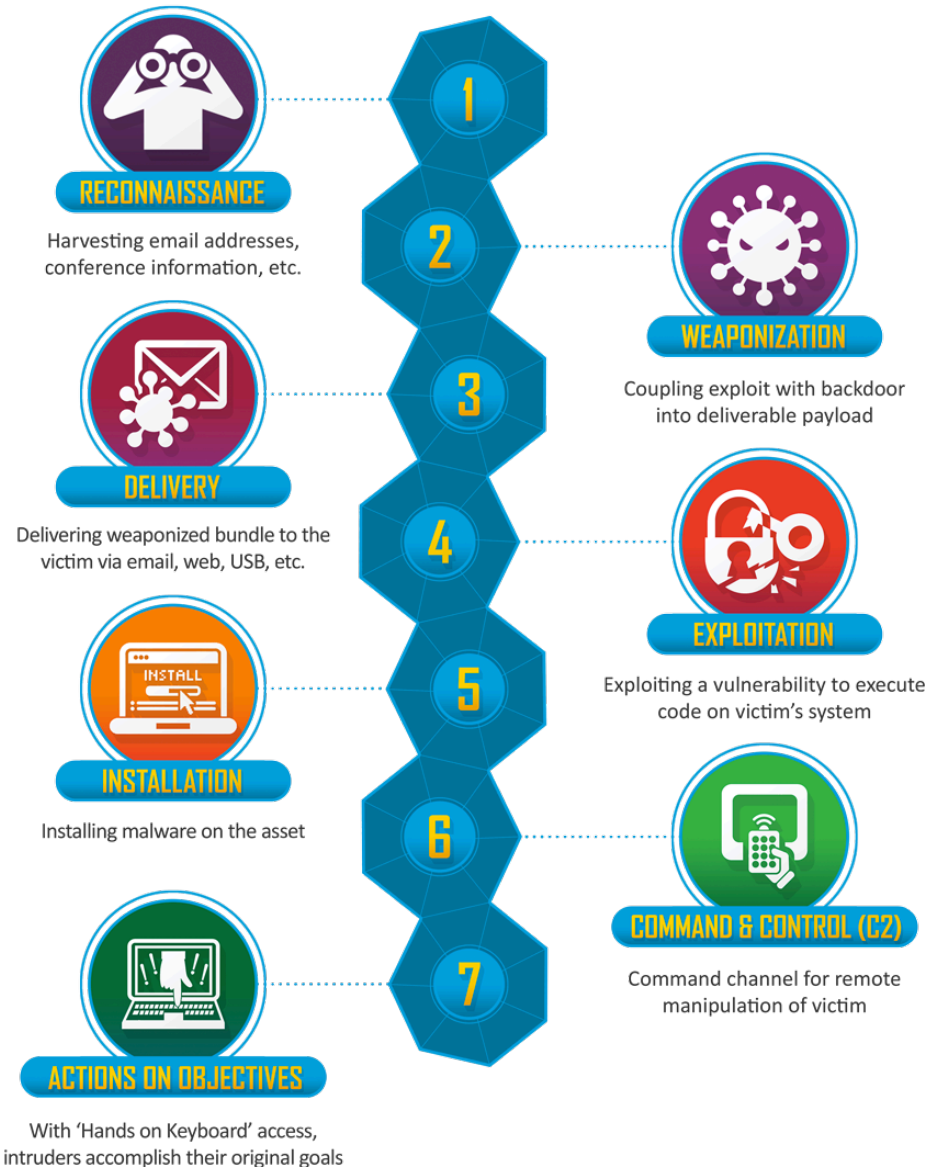 1
RECONNAISSANCE
Harvesting email addresses,
conference information, etc.
2
WEAPONIZATION
Coupling exploit with backdoor
into deliverable payload
3
DELIVERY
Delivering weaponized bundle to the
victim via email, web, USB, etc.
4
EXPLOITATION
Exploiting a vulnerability to execute
code on victim's system
5
INSTALL
INSTALLATION
Installing malware on the asset
6
COMMAND & CONTROL (C2)
Command channel for remote
manipulation of victim
7
! ! ! !
ACTIONS ON OBJECTIVES
With ‘Hands on Keyboard’ access,
intruders accomplish their original goals